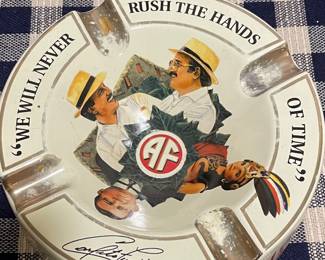 "WE WILL NEVER
RUSH THE HANDS
OF TIME"
AF